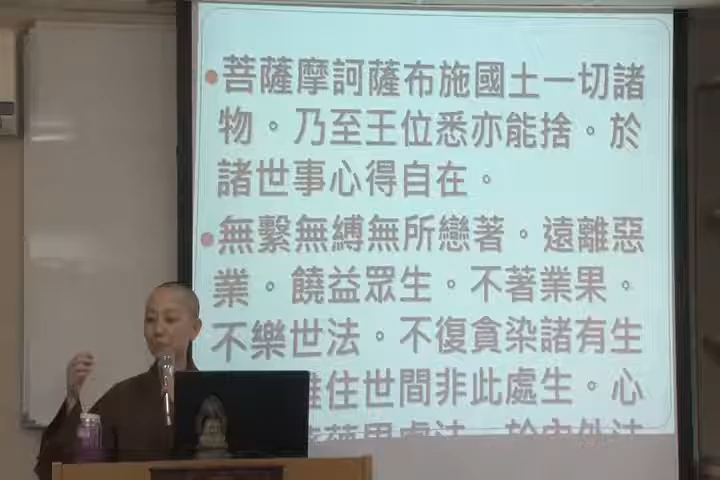 菩薩摩訶薩布施國土一切諸
物。乃至王位悉亦能捨。於
諸世事心得自在。
無繫無縛無所戀著。遠離惡
業。饒益眾生。不著業果。
不樂世法。不復貪染諸有生
住世間非此處生。心